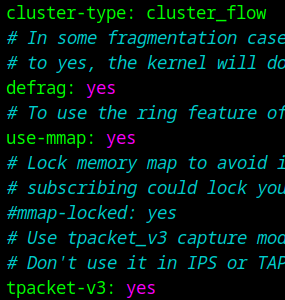 cluster-type: cluster_flow
# In some fragmentation case
# to yes, the kernel will do
defrag: yes
# To use the ring feature of
use-mmap: yes
# Lock memory map to avoid i
# subscribing could lock you
#mmap-locked: yes
# Use tpacket_v3 capture mod
# Don't use it in IPS or TAP
tpacket-v3: yes